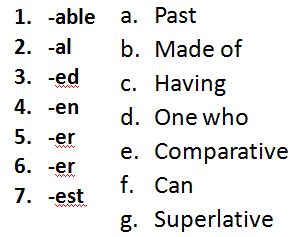 1. -able
2. -al
3. -ed
4. -en
5. -er
6. -er
7. -est
a. Past
b. Made of
c. Having
d. One who
e. Comparative
f. Can
g. Superlative